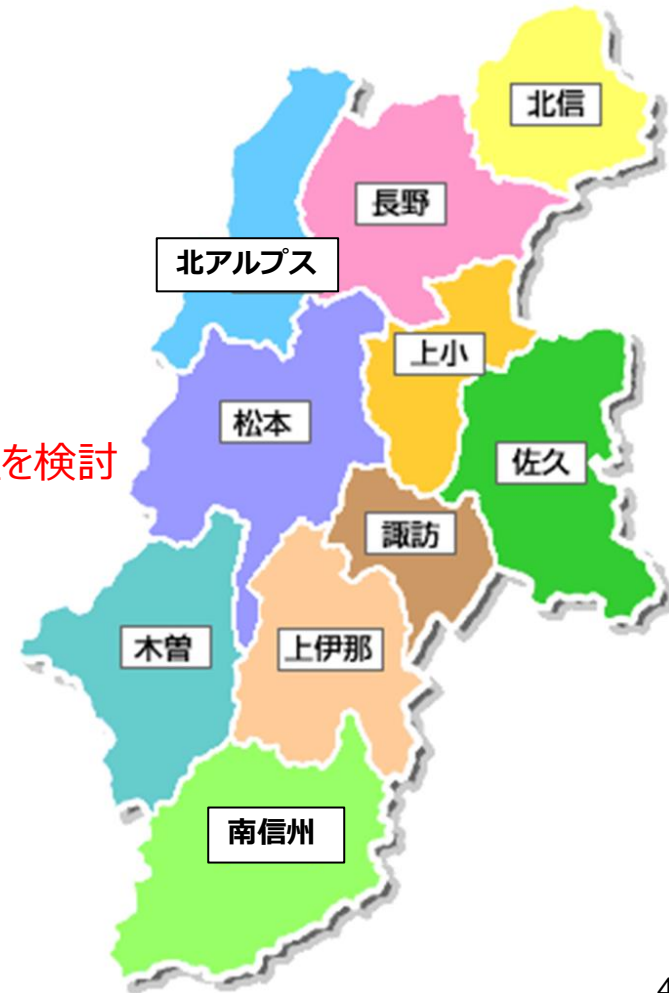 北信
長野
北アルプス
上小
松本
を検討
佐久
諏訪
木曽
上伊那
南信州